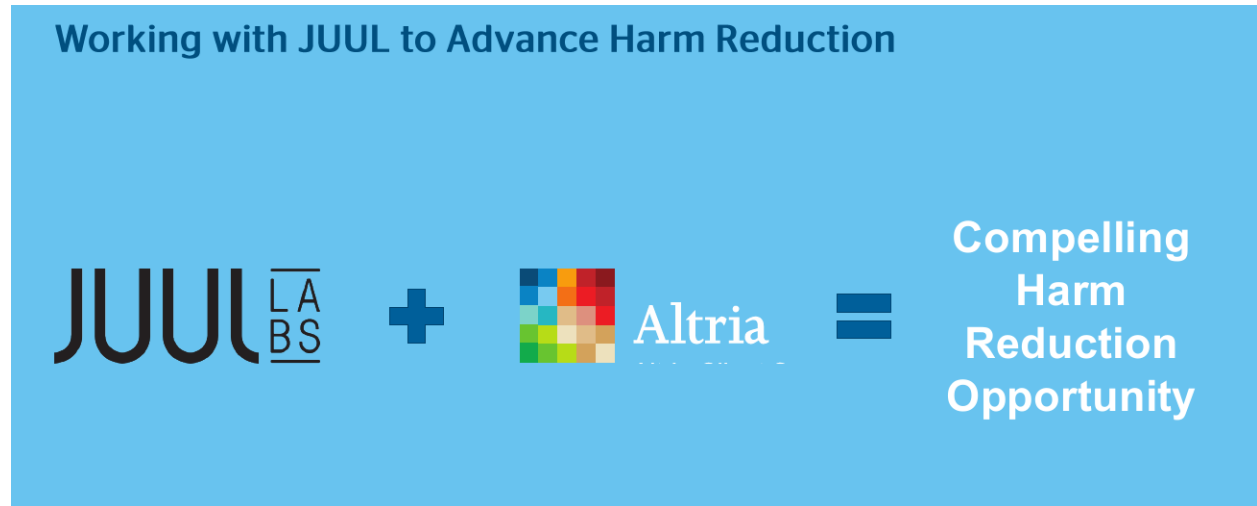 Working with JUUL to Advance Harm Reduction
JUUL LABS
Altria
Compelling
Harm
Reduction
Opportunity